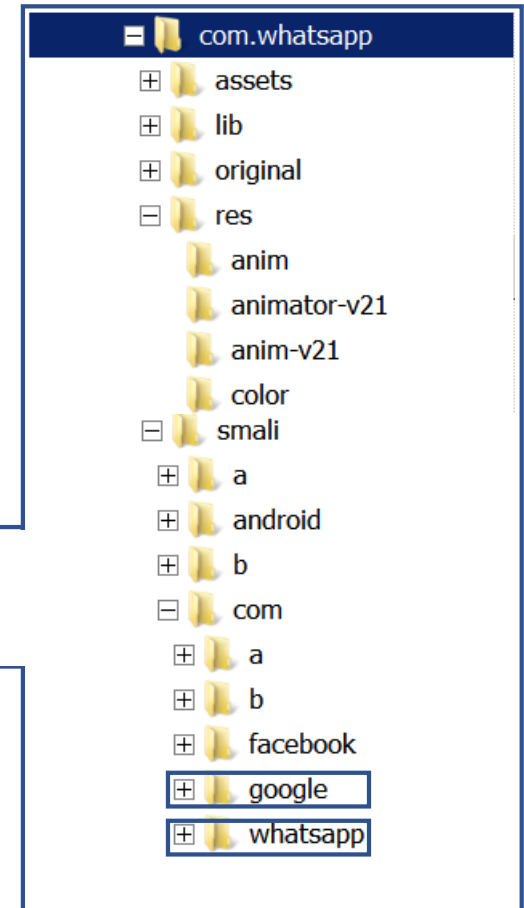 com.whatsapp
assets
lib
original
res
anim
animator-v21
anim-v21
color
smali
a
android
b
com
a
b
facebook
google
whatsapp